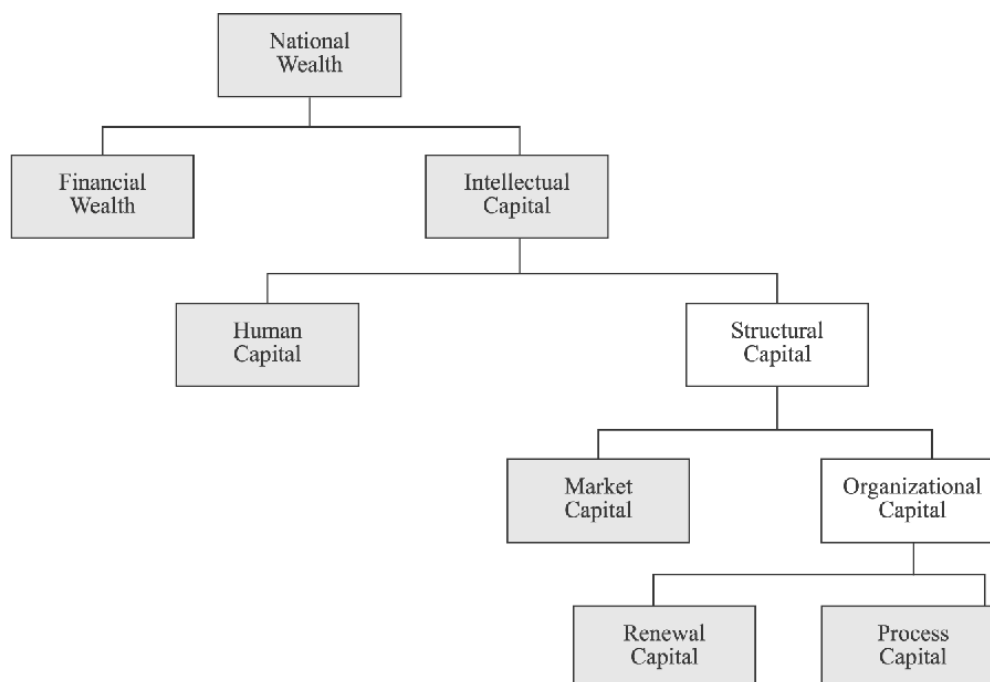 National
Wealth
Financial
Wealth
Intellectual
Capital
Human
Capital
Structural
Capital
Market
Capital
Organizational
Capital
Renewal
Capital
Process
Capital